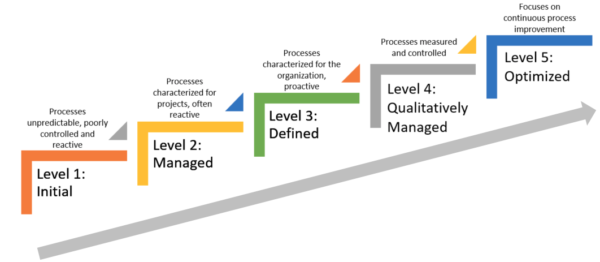 Processes
unpredictable, poorly
controlled and
reactive
Level 1:
Initial
Processes
characterized for
projects, often
reactive
Level 2:
Managed
Processes
characterized for the
organization,
proactive
Level 3:
Defined
Processes measured
and controlled
Level 4:
Qualitatively
Managed
Focuses on
continuous process
improvement
Level 5:
Optimized